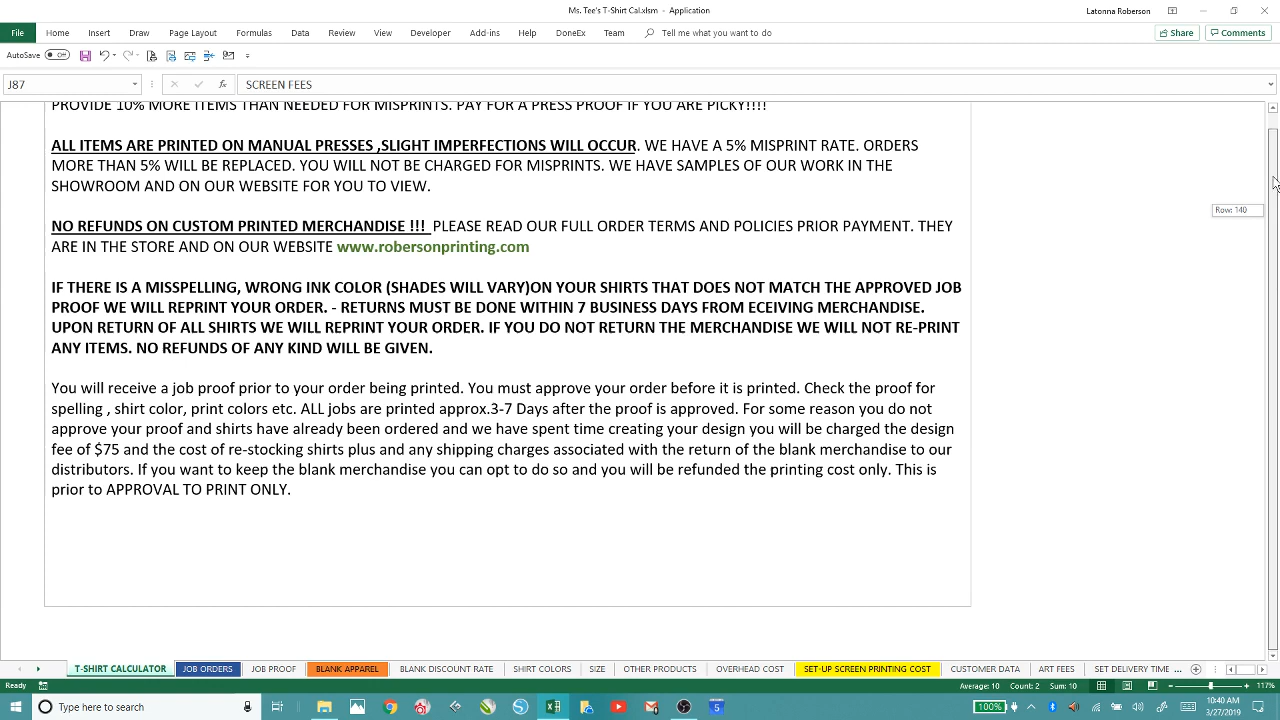 Ms. Tee's T-Shirt Cal.xlsm - Application
Latonna Roberson
File Home Insert Draw Page Layout Formulas Data Review View Developer Add-ins Help DoneEx Team Tell me what you want to do
Share Comments
AutoSave Off
J87 fx SCREEN FEES
PROVIDE 10% MORE ITEMS THAN NEEDED FOR MISPRINTS. PAY FOR A PRESS PROOF IF YOU ARE PICKY!!!!
ALL ITEMS ARE PRINTED ON MANUAL PRESSES ,SLIGHT IMPERFECTIONS WILL OCCUR. WE HAVE A 5% MISPRINT RATE. ORDERS
MORE THAN 5% WILL BE REPLACED. YOU WILL NOT BE CHARGED FOR MISPRINTS. WE HAVE SAMPLES OF OUR WORK IN THE
SHOWROOM AND ON OUR WEBSITE FOR YOU TO VIEW.
Row: 140
NO REFUNDS ON CUSTOM PRINTED MERCHANDISE !!! PLEASE READ OUR FULL ORDER TERMS AND POLICIES PRIOR PAYMENT. THEY
ARE IN THE STORE AND ON OUR WEBSITE www.robersonprinting.com
IF THERE IS A MISSPELLING, WRONG INK COLOR (SHADES WILL VARY)ON YOUR SHIRTS THAT DOES NOT MATCH THE APPROVED JOB
PROOF WE WILL REPRINT YOUR ORDER. - RETURNS MUST BE DONE WITHIN 7 BUSINESS DAYS FROM ECEIVING MERCHANDISE.
UPON RETURN OF ALL SHIRTS WE WILL REPRINT YOUR ORDER. IF YOU DO NOT RETURN THE MERCHANDISE WE WILL NOT RE-PRINT
ANY ITEMS. NO REFUNDS OF ANY KIND WILL BE GIVEN.
You will receive a job proof prior to your order being printed. You must approve your order before it is printed. Check the proof for
spelling , shirt color, print colors etc. ALL jobs are printed approx.3-7 Days after the proof is approved. For some reason you do not
approve your proof and shirts have already been ordered and we have spent time creating your design you will be charged the design
fee of $75 and the cost of re-stocking shirts plus and any shipping charges associated with the return of the blank merchandise to our
distributors. If you want to keep the blank merchandise you can opt to do so and you will be refunded the printing cost only. This is
prior to APPROVAL TO PRINT ONLY.
T-SHIRT CALCULATOR JOB ORDERS JOB PROOF BLANK APPAREL BLANK DISCOUNT RATE SHIRT COLORS SIZE OTHER PRODUCTS OVERHEAD COST SET-UP SCREEN PRINTING COST CUSTOMER DATA ART FEES SET DELIVERY TIME ...
Ready Average: 10 Count: 2 Sum: 10 117%
Type here to search 100% 10:40 AM
3/27/2019